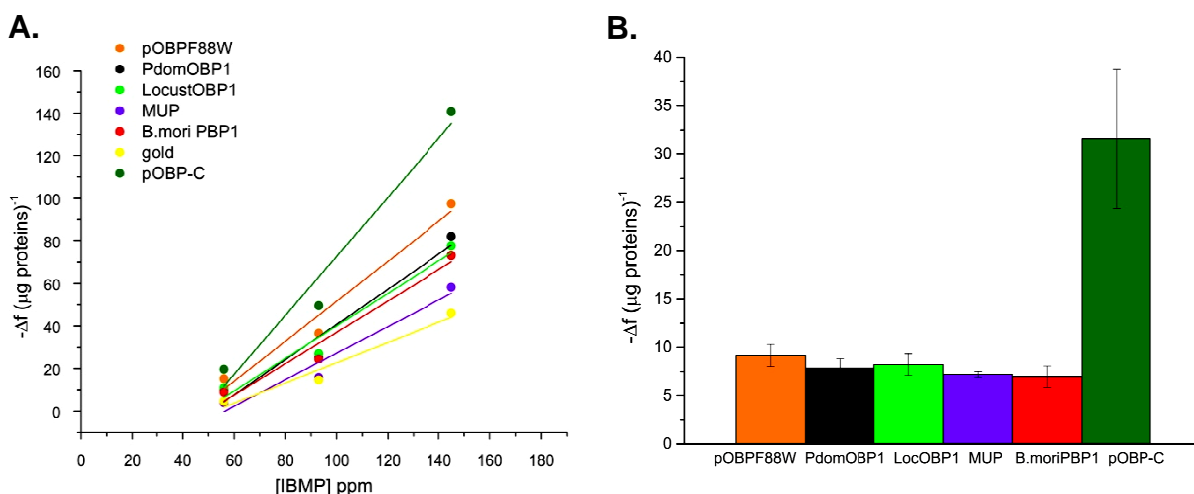 A.
pOBPF88W
PdomOBP1
LocustOBP1
MUP
B.mori PBP1
gold
pOBP-C
-Δf (μg proteins)⁻¹
160
140
120
100
80
60
40
20
0
0 20 40 60 80 100 120 140 160 180
[IBMP] ppm
B.
-Δf (μg proteins)⁻¹
40
35
30
25
20
15
10
5
0
pOBPF88W PdomOBP1 LocOBP1 MUP B.moriPBP1 pOBP-C